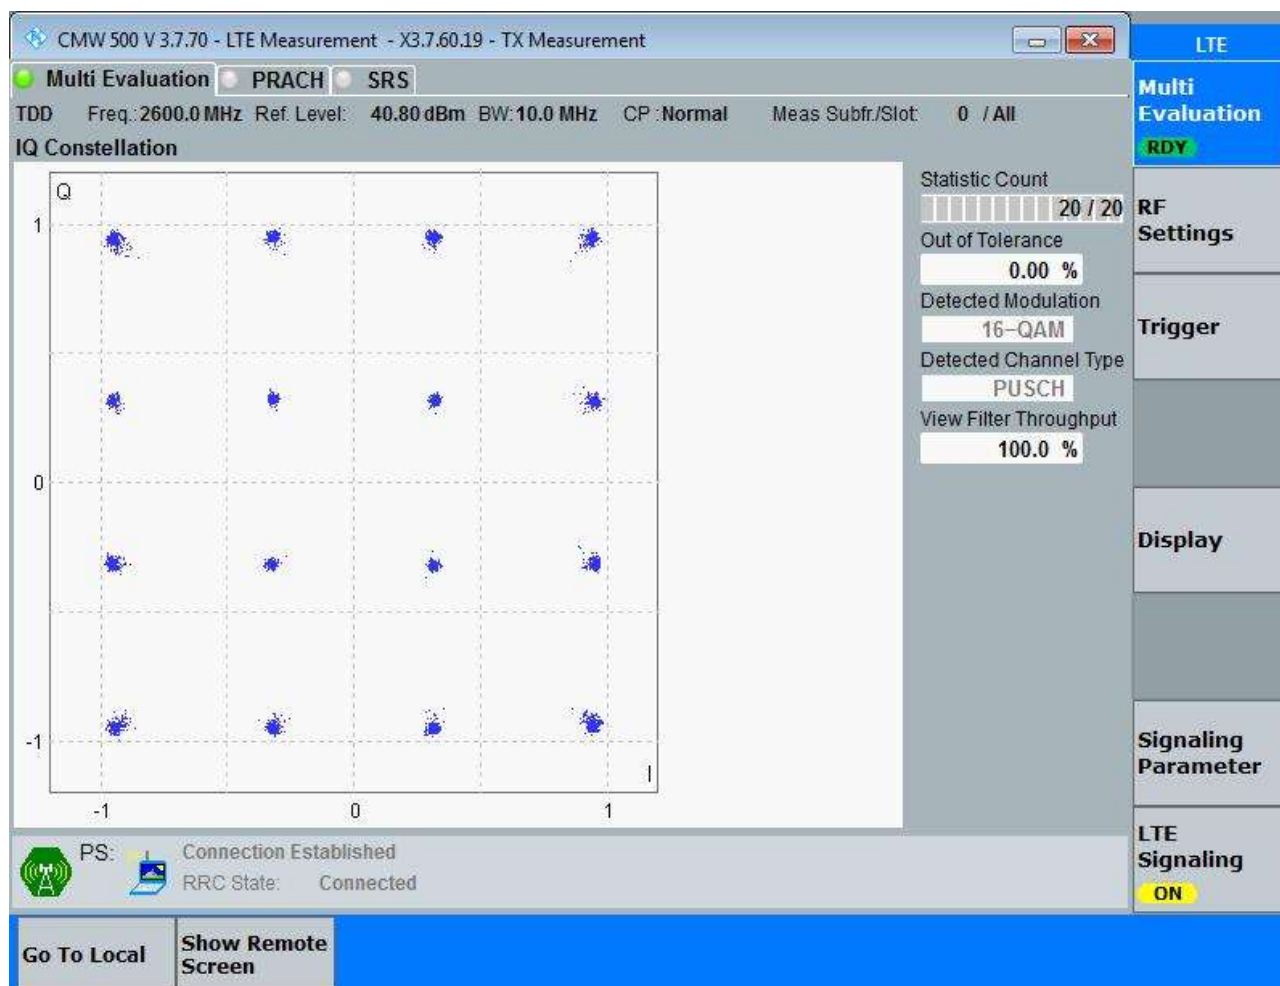 CMW 500 V 3.7.70 - LTE Measurement - X3.7.60.19 - TX Measurement
LTE
Multi Evaluation PRACH SRS
Multi
Evaluation
RDY
TDD Freq.: 2600.0 MHz Ref. Level: 40.80 dBm BW: 10.0 MHz CP : Normal Meas Subfr./Slot: 0 / All
IQ Constellation
Q
1
0
-1
I
-1 0 1
Statistic Count
20 / 20
Out of Tolerance
0.00 %
Detected Modulation
16-QAM
Detected Channel Type
PUSCH
View Filter Throughput
100.0 %
RF
Settings
Trigger
Display
Signaling
Parameter
LTE
Signaling
ON
PS: Connection Established
RRC State: Connected
Go To Local
Show Remote
Screen